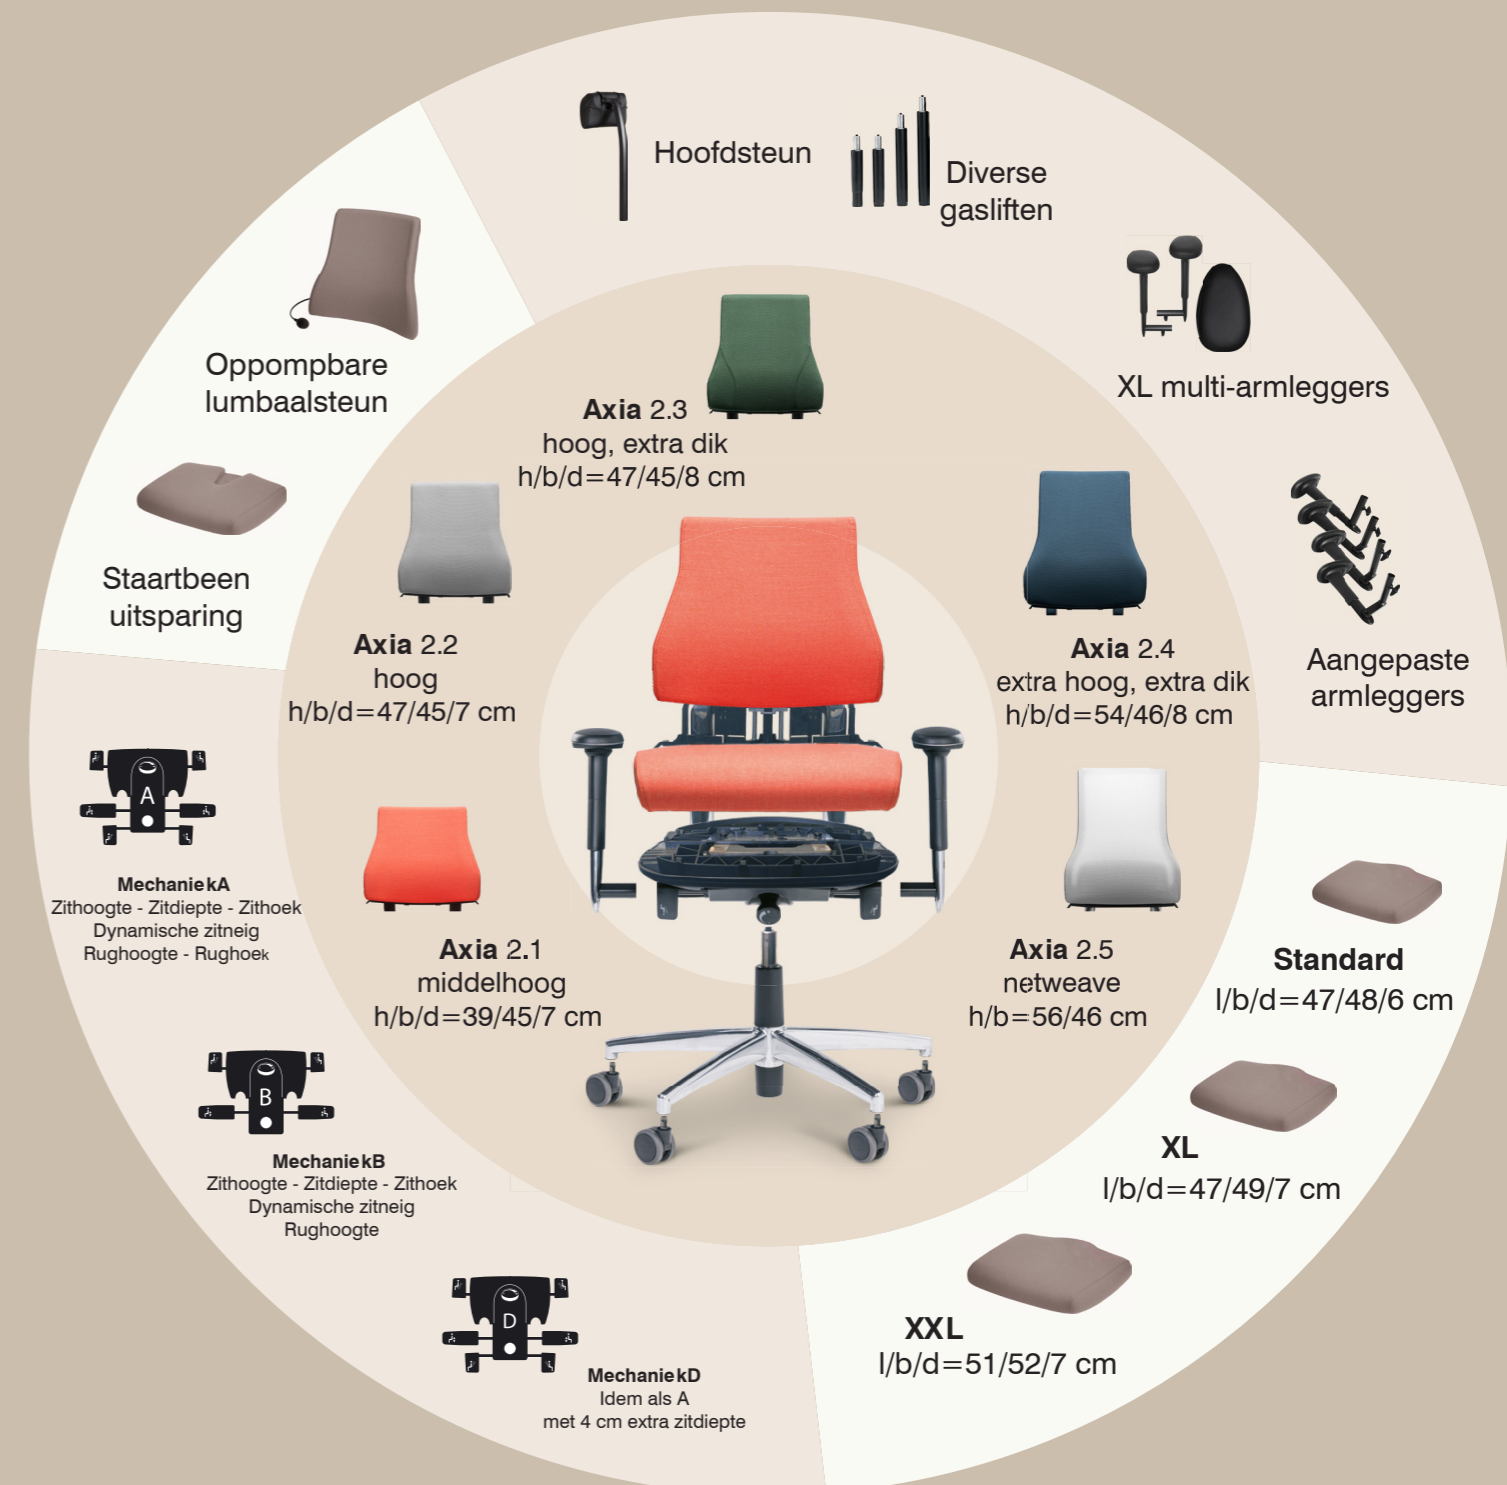 Hoofdsteun
Diverse
gasliften
XL multi-armleggers
Aangepaste
armleggers
Oppompbare
lumbaalsteun
Staartbeen
uitsparing
Axia 2.3
hoog, extra dik
h/b/d=47/45/8 cm
Axia 2.2
hoog
h/b/d=47/45/7 cm
Axia 2.4
extra hoog, extra dik
h/b/d=54/46/8 cm
Axia 2.1
middelhoog
h/b/d=39/45/7 cm
Axia 2.5
netweave
h/b=56/46 cm
A
MechaniekA
Zithoogte - Zitdiepte - Zithoek
Dynamische zitneig
Rughoogte - Rughoek
B
MechaniekB
Zithoogte - Zitdiepte - Zithoek
Dynamische zitneig
Rughoogte
D
MechaniekD
Idem als A
met 4 cm extra zitdiepte
Standard
l/b/d=47/48/6 cm
XL
l/b/d=47/49/7 cm
XXL
l/b/d=51/52/7 cm